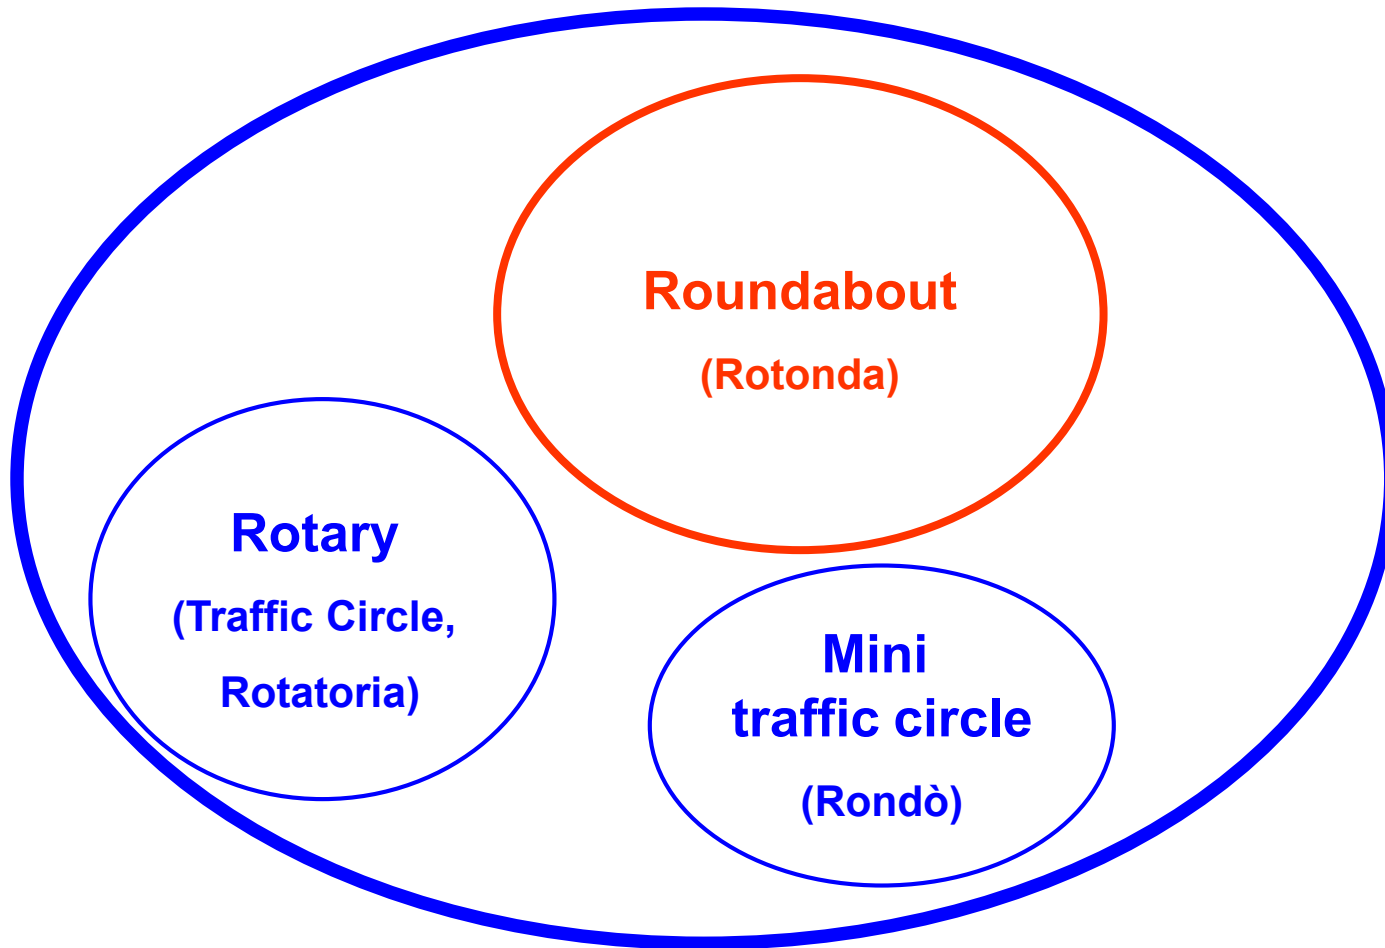 Roundabout
(Rotonda)
Rotary
(Traffic Circle,
Rotatoria)
Mini
traffic circle
(Rondò)